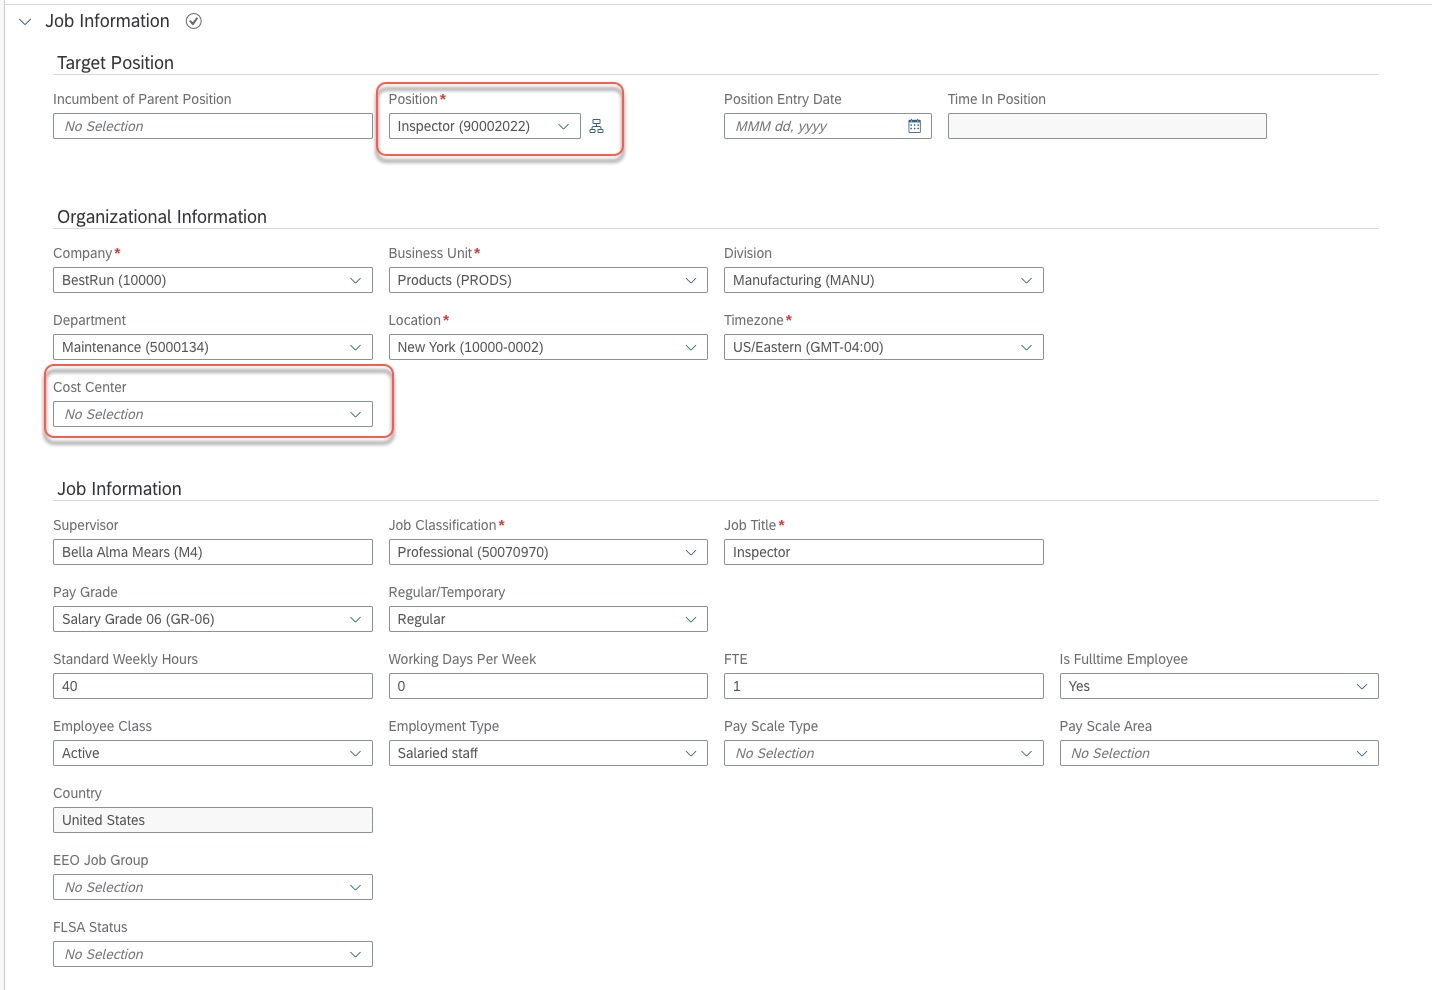 Job Information
Target Position
Incumbent of Parent Position
Position*
Position Entry Date
Time In Position
No Selection
Inspector (90002022)
MMM dd, yyyy
Organizational Information
Company*
Business Unit*
Division
BestRun (10000)
Products (PRODS)
Manufacturing (MANU)
Department
Location*
Timezone*
Maintenance (5000134)
New York (10000-0002)
US/Eastern (GMT-04:00)
Cost Center
No Selection
Job Information
Supervisor
Job Classification*
Job Title*
Bella Alma Mears (M4)
Professional (50070970)
Inspector
Pay Grade
Regular/Temporary
Salary Grade 06 (GR-06)
Regular
Standard Weekly Hours
Working Days Per Week
FTE
Is Fulltime Employee
40
0
1
Yes
Employee Class
Employment Type
Pay Scale Type
Pay Scale Area
Active
Salaried staff
No Selection
No Selection
Country
United States
EEO Job Group
No Selection
FLSA Status
No Selection